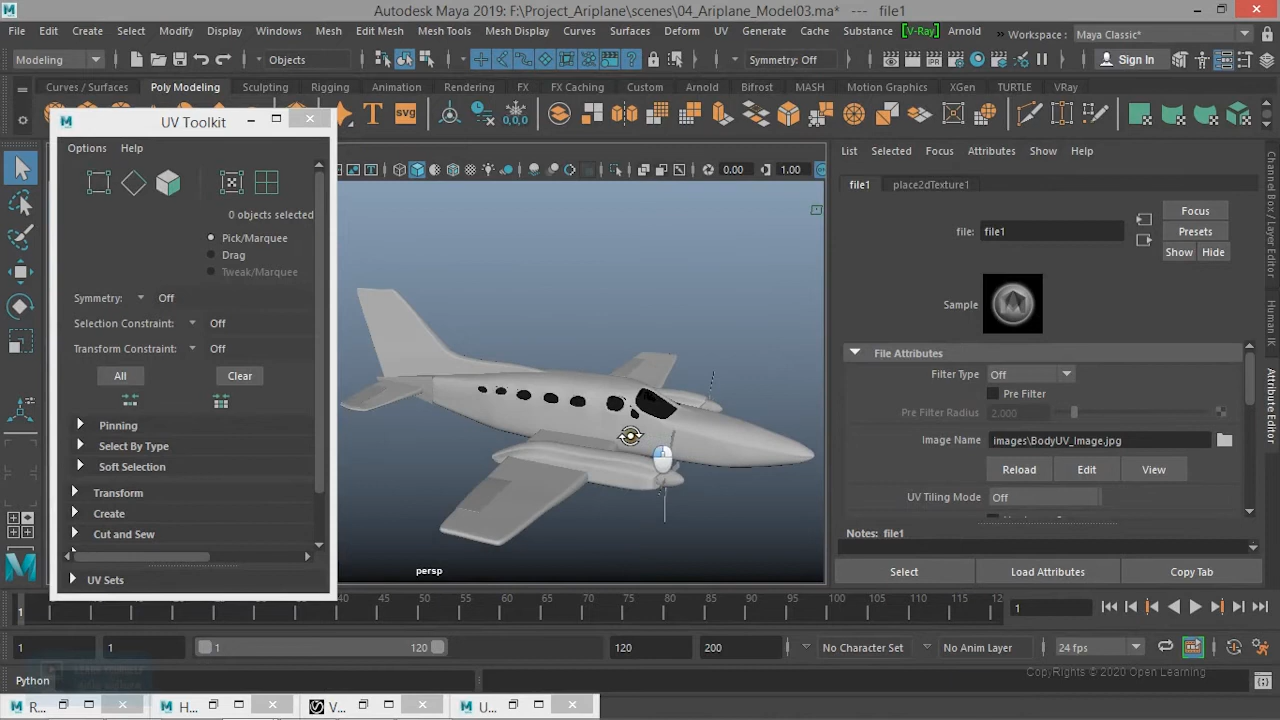 Autodesk Maya 2019: F:\Project_Ariplane\scenes\04_Ariplane_Model03.ma* --- file1
File Edit Create Select Modify Display Windows Mesh Edit Mesh Mesh Tools Mesh Display Curves Surfaces Deform UV Generate Cache Substance [V-Ray] Arnold » Workspace: Maya Classic*
Modeling Objects Symmetry: Off Sign In
Curves / Surfaces Poly Modeling Sculpting Rigging Animation Rendering FX FX Caching Custom Arnold Bifrost MASH Motion Graphics XGen TURTLE VRay
T svg 0,0,0
UV Toolkit
Options Help
0 objects selected
Pick/Marquee
Drag
Tweak/Marquee
Symmetry: Off
Selection Constraint: Off
Transform Constraint: Off
All Clear
Pinning
Select By Type
Soft Selection
Transform
Create
Cut and Sew
UV Sets
0.00 1.00
persp
List Selected Focus Attributes Show Help
file1 place2dTexture1
file: file1
Focus
Presets
Show Hide
Sample
File Attributes
Filter Type Off
Pre Filter
Pre Filter Radius 2.000
Image Name images\BodyUV_Image.jpg
Reload Edit View
UV Tiling Mode Off
Notes: file1
Select Load Attributes Copy Tab
Channel Box / Layer Editor
Human IK
Attribute Editor
1 40 45 50 55 60 65 70 75 80 85 90 95 100 105 110 115 12 1
1 1 1 120 120 200 No Character Set No Anim Layer 24 fps
Python
CopyRights © 2020 Open Learning
R... H... V... U...